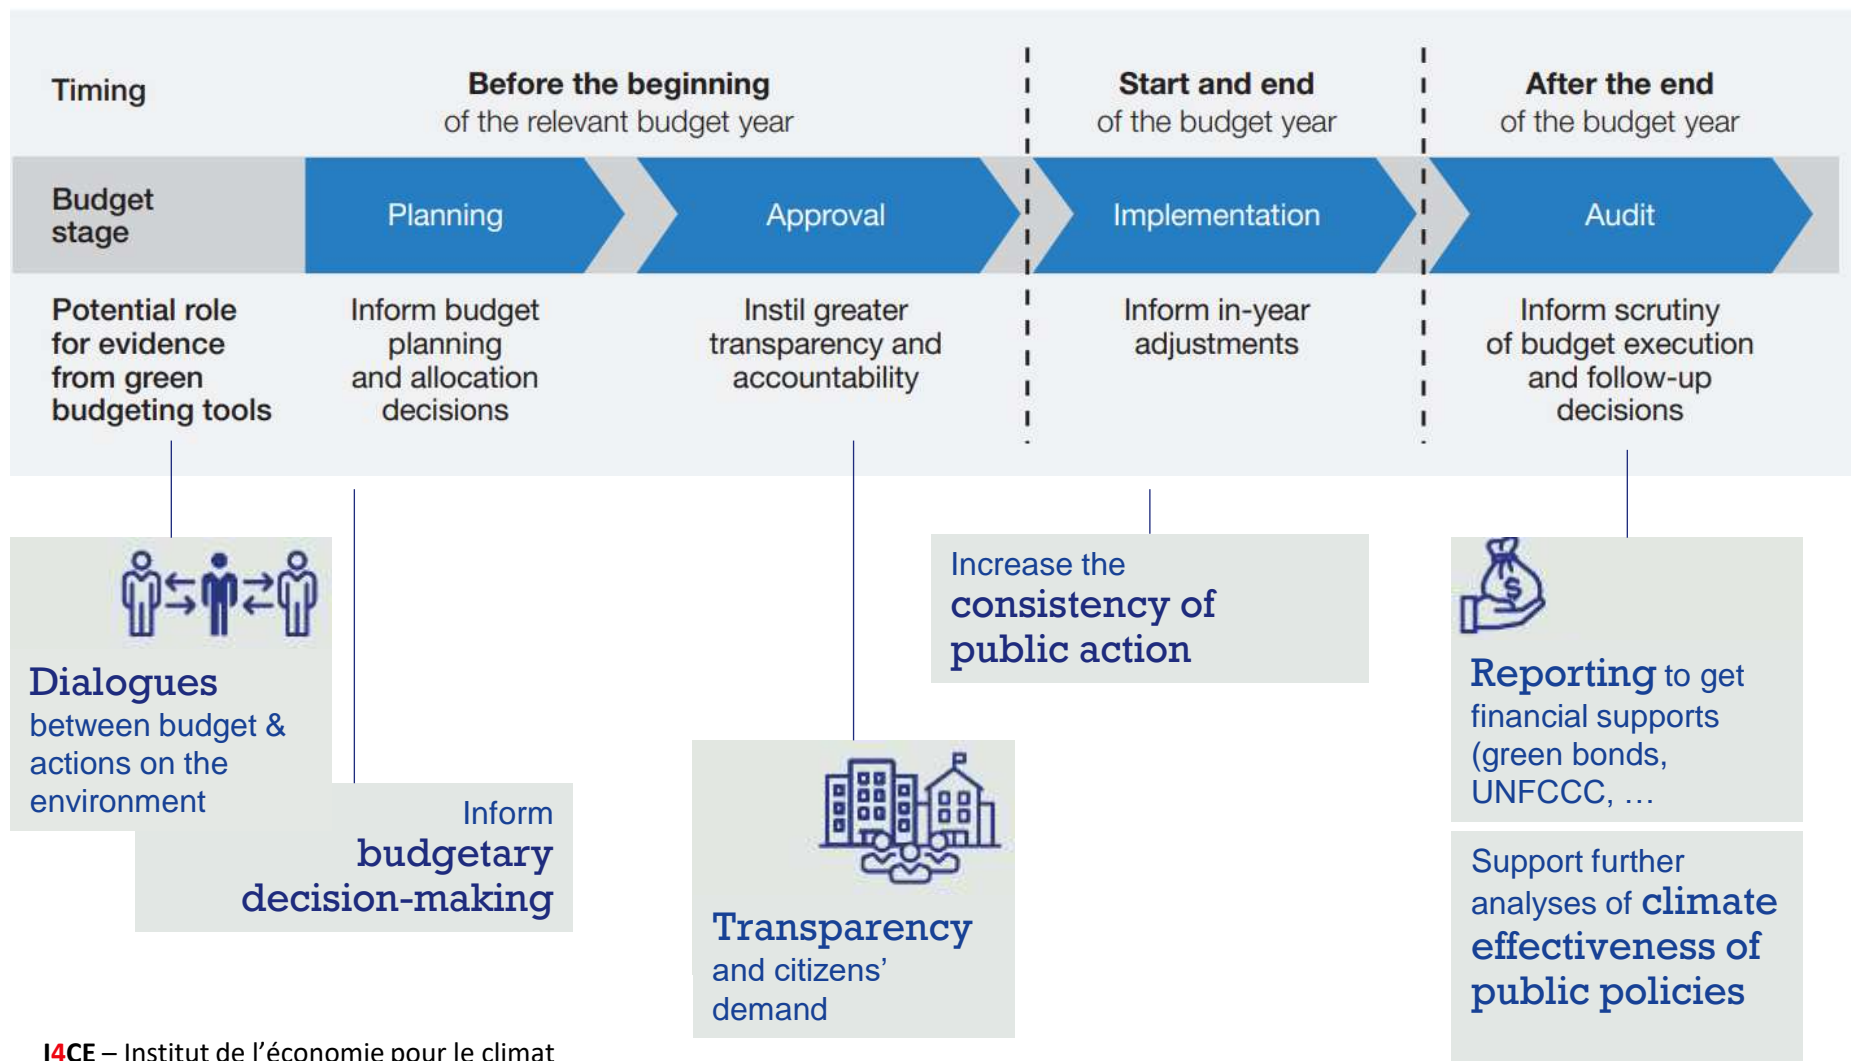 Timing
Before the beginning
of the relevant budget year
Start and end
of the budget year
After the end
of the budget year
Budget
stage
Planning
Approval
Implementation
Audit
Potential role
for evidence
from green
budgeting tools
Inform budget
planning
and allocation
decisions
Instil greater
transparency and
accountability
Inform in-year
adjustments
Inform scrutiny
of budget execution
and follow-up
decisions
Dialogues
between budget &
actions on the
environment
Inform
budgetary
decision-making
Transparency
and citizens’
demand
Increase the
consistency of
public action
$
Reporting to get
financial supports
(green bonds,
UNFCCC, …
Support further
analyses of climate
effectiveness of
public policies
I4CE – Institut de l’économie pour le climat